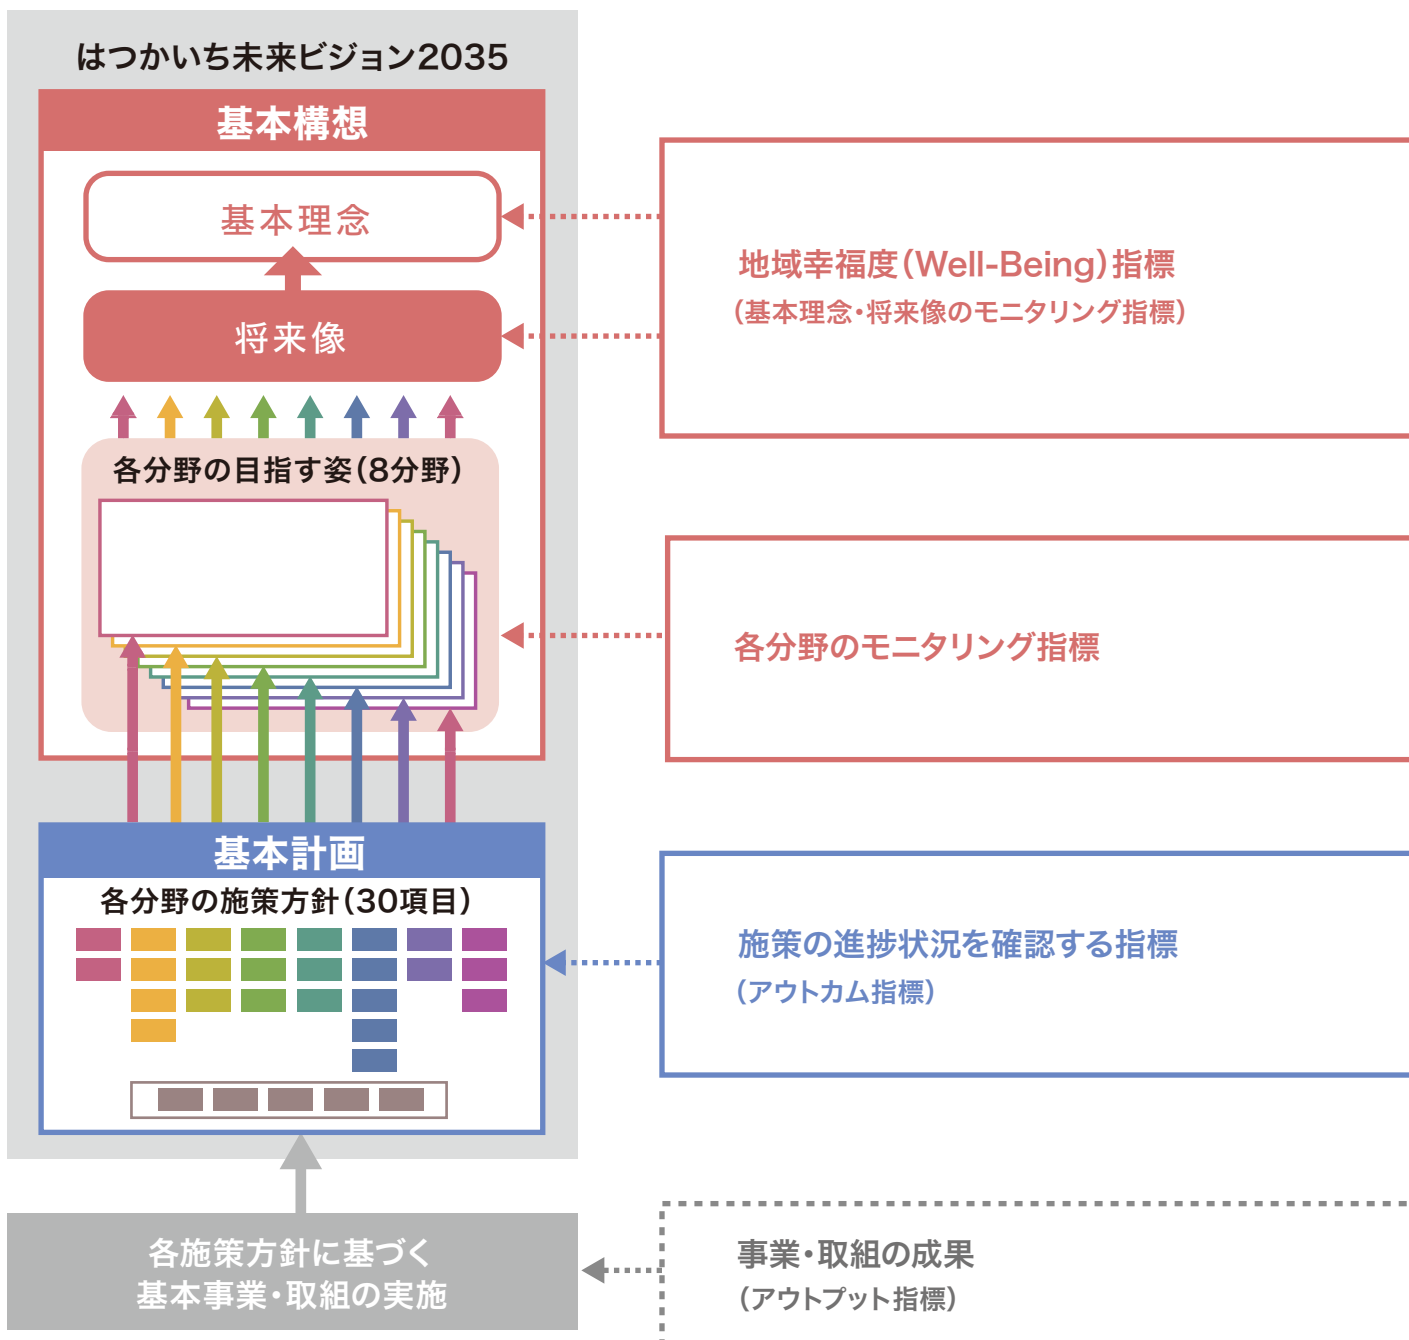 はつかいち未来ビジョン2035
基本構想
基本理念
将来像
各分野の目指す姿（8分野）
地域幸福度（Well-Being）指標
（基本理念・将来像のモニタリング指標）
各分野のモニタリング指標
基本計画
各分野の施策方針（30項目）
施策の進捗状況を確認する指標
（アウトカム指標）
各施策方針に基づく
基本事業・取組の実施
事業・取組の成果
（アウトプット指標）